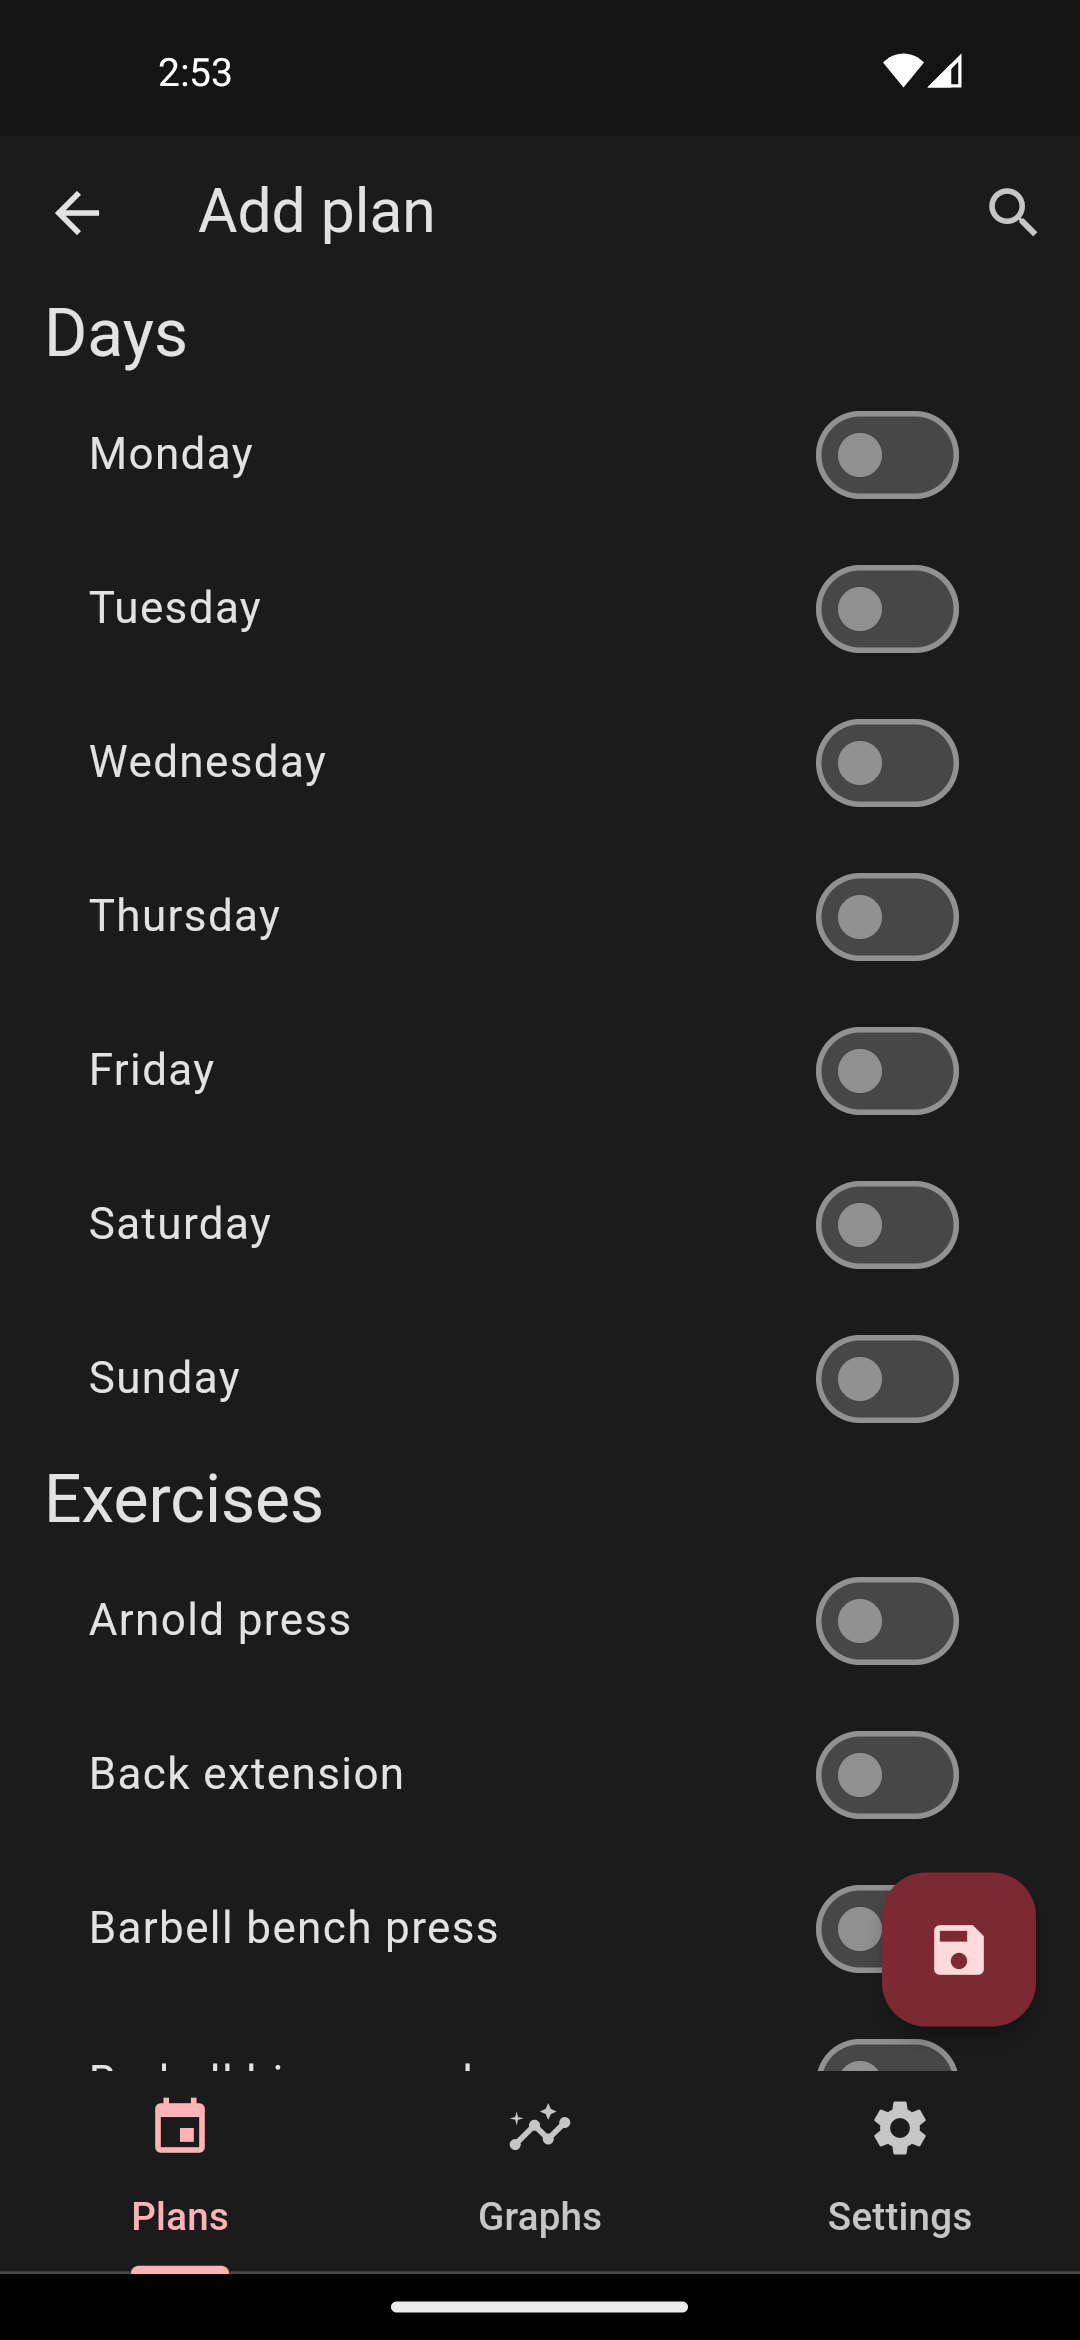 2:53
Add plan
Days
Monday
Tuesday
Wednesday
Thursday
Friday
Saturday
Sunday
Exercises
Arnold press
Back extension
Barbell bench press
Plans
Graphs
Settings